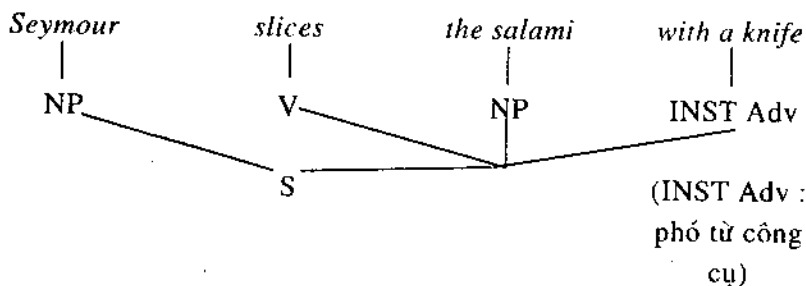 Seymour slices the salami with a knife
NP V NP INST Adv
S
(INST Adv :
phó từ công
cụ)